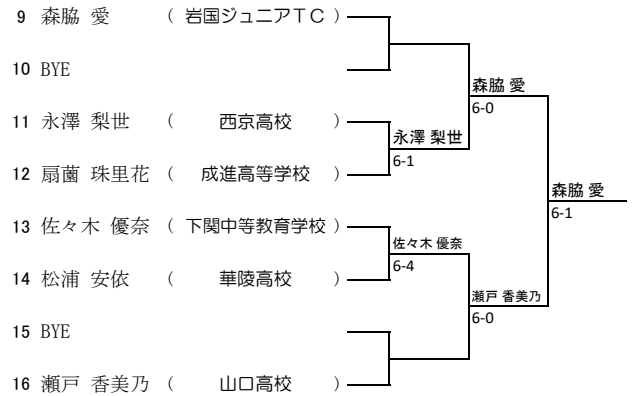 9 森脇 愛 ( 岩国ジュニアTC )
10 BYE
森脇 愛
6-0
11 永澤 梨世 ( 西京高校 )
永澤 梨世
6-1
12 扇薗 珠里花 ( 成進高等学校 )
森脇 愛
6-1
13 佐々木 優奈 ( 下関中等教育学校 )
佐々木 優奈
6-4
14 松浦 安依 ( 華陵高校 )
瀬戸 香美乃
6-0
15 BYE
16 瀬戸 香美乃 ( 山口高校 )